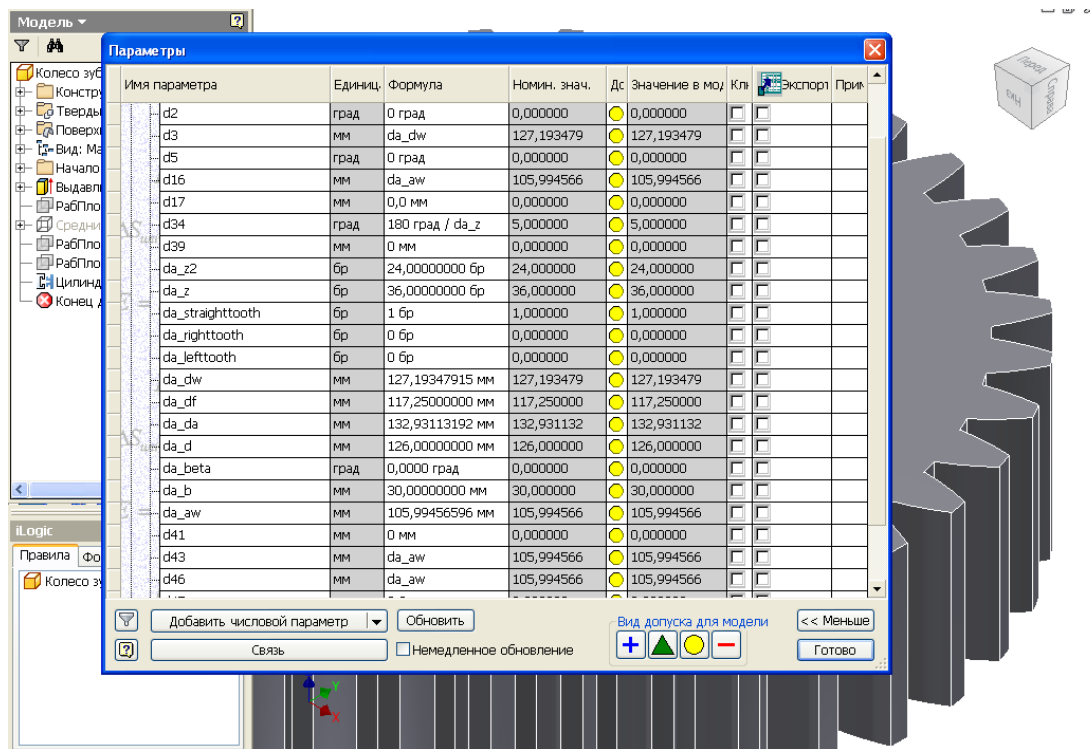 Модель
Параметры
Имя параметра Единиц Формула Номин. знач. Дс Значение в мод Клю Экспорт Прим
d2 град 0 град 0,000000 0,000000
d3 мм da_dw 127,193479 127,193479
d5 град 0 град 0,000000 0,000000
d16 мм da_aw 105,994566 105,994566
d17 мм 0,0 мм 0,000000 0,000000
d34 град 180 град / da_z 5,000000 5,000000
d39 мм 0 мм 0,000000 0,000000
da_z2 бр 24,00000000 бр 24,000000 24,000000
da_z бр 36,00000000 бр 36,000000 36,000000
da_straighttooth бр 1 бр 1,000000 1,000000
da_righttooth бр 0 бр 0,000000 0,000000
da_lefttooth бр 0 бр 0,000000 0,000000
da_dw мм 127,19347915 мм 127,193479 127,193479
da_df мм 117,25000000 мм 117,250000 117,250000
da_da мм 132,93113192 мм 132,931132 132,931132
da_d мм 126,00000000 мм 126,000000 126,000000
da_beta град 0,0000 град 0,000000 0,000000
da_b мм 30,00000000 мм 30,000000 30,000000
da_aw мм 105,99456596 мм 105,994566 105,994566
d41 мм 0 мм 0,000000 0,000000
d43 мм da_aw 105,994566 105,994566
d46 мм da_aw 105,994566 105,994566
Добавить числовой параметр Обновить Вид допуска для модели << Меньше
Связь Немедленное обновление Готово
Колесо зуб
Констру
Тверды
Поверх
Вид: Ма
Начало
Выдавл
РабПло
Средни
РабПло
РабПло
Цилинд
Конец д
iLogic
Правила Фо
Колесо зу
Перед
Справа
Низ
Y
X